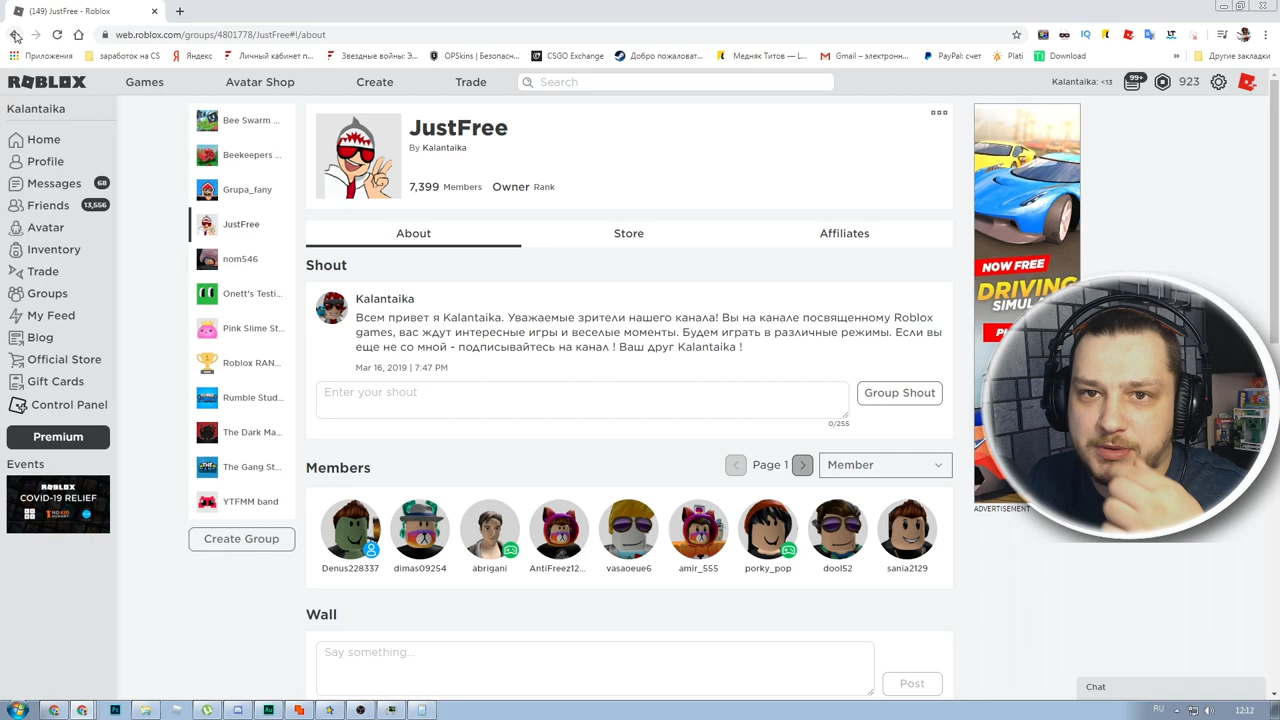 (149) JustFree - Roblox
web.roblox.com/groups/4801778/JustFree#!/about
Приложения заработок на CS Яндекс Личный кабинет п... Звездные войны: Э... OPSkins | Безопасн... CSGO Exchange Добро пожаловат... Медняк Титов — L... Gmail – электронн... PayPal: счет Plati Download » Другие закладки
ROBLOX Games Avatar Shop Create Trade Search Kalantaika: <13 99+ 923
Kalantaika
Home
Profile
Messages 68
Friends 13,556
Avatar
Inventory
Trade
Groups
My Feed
Blog
Official Store
Gift Cards
Control Panel
Premium
Events
ROBLOX
COVID-19 RELIEF
NO KID HUNGRY
Bee Swarm ...
Beekeepers ...
Grupa_fany
JustFree
nom546
Onett's Testi...
Pink Slime St...
Roblox RAN...
Rumble Stud...
The Dark Ma...
The Gang St...
YTFMM band
Create Group
JustFree
By Kalantaika
7,399 Members Owner Rank
About Store Affiliates
Shout
Kalantaika
Всем привет я Kalantaika. Уважаемые зрители нашего канала! Вы на канале посвященному Roblox
games, вас ждут интересные игры и веселые моменты. Будем играть в различные режимы. Если вы
еще не со мной - подписывайтесь на канал ! Ваш друг Kalantaika !
Mar 16, 2019 | 7:47 PM
Enter your shout
Group Shout
0/255
Members Page 1 Member
Denus228337 dimas09254 abrigani AntiFreez12... vasaoeue6 amir_555 porky_pop dool52 sania2129
Wall
Say something...
Post
NOW FREE
DRIVING
SIMUL
ADVERTISEMENT
Chat
RU 12:12